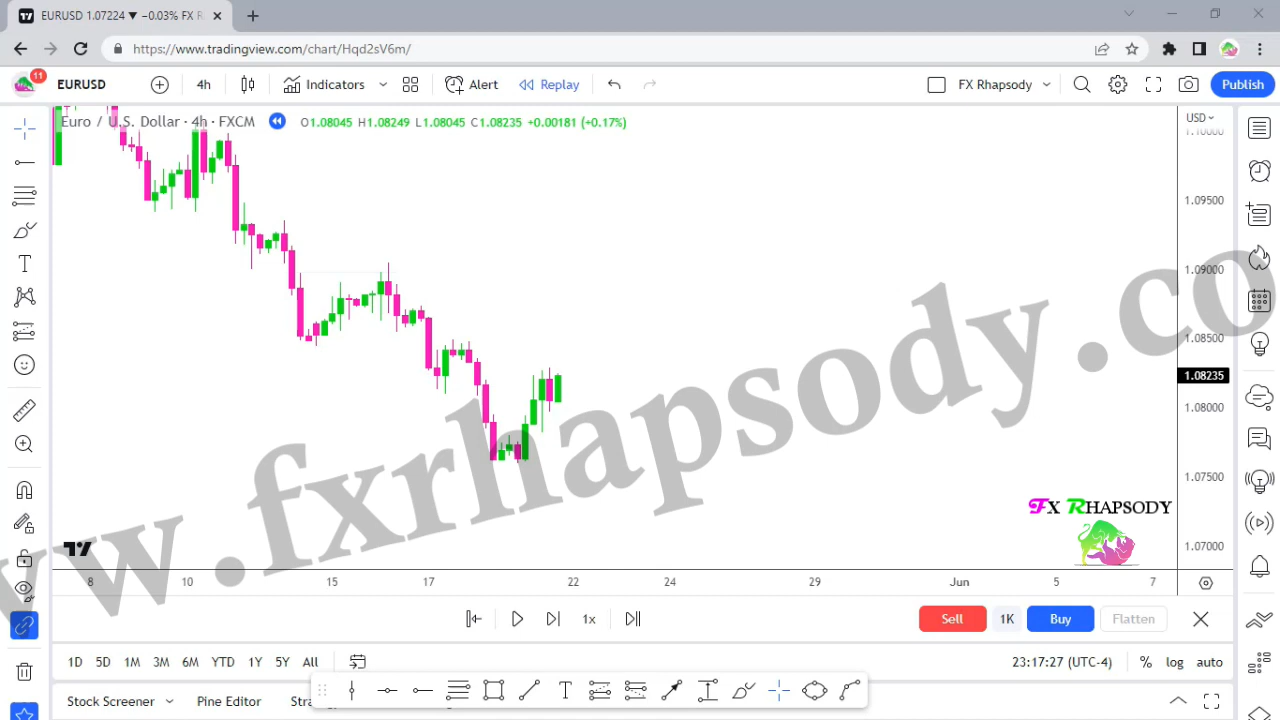 EURUSD 1.07224 ▼ −0.03% FX R
https://www.tradingview.com/chart/Hqd2sV6m/
11
EURUSD
4h
Indicators
Alert
Replay
FX Rhapsody
Publish
Euro / U.S. Dollar · 4h · FXCM
O1.08045 H1.08249 L1.08045 C1.08235 +0.00181 (+0.17%)
USD
1.10000
1.09500
1.09000
1.08500
1.08235
1.08000
1.07500
1.07000
www.fxrhapsody.co
FX RHAPSODY
8 10 15 17 22 24 29 Jun 5 7
1x
Sell
1K
Buy
Flatten
1D 5D 1M 3M 6M YTD 1Y 5Y All
23:17:27 (UTC-4)
% log auto
Stock Screener
Pine Editor
Stra